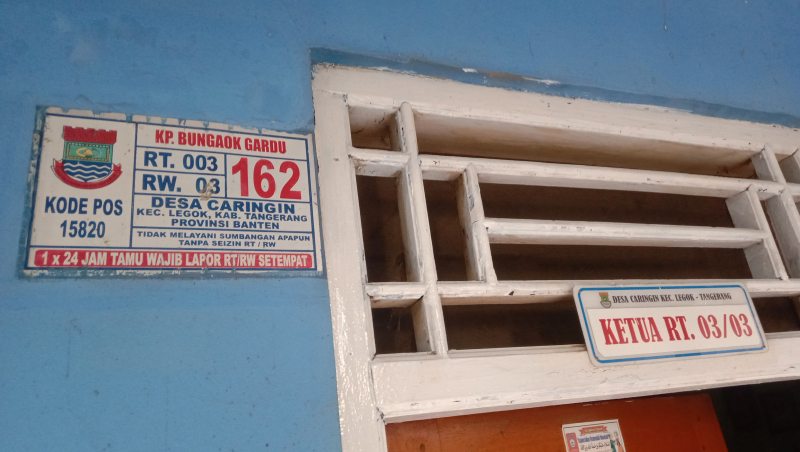 KP. BUNGAOK GARDU
RT. 003
RW. 03
162
KODE POS
15820
DESA CARINGIN
KEC. LEGOK, KAB. TANGERANG
PROVINSI BANTEN
TIDAK MELAYANI SUMBANGAN APAPUN
TANPA SEIZIN RT / RW
1 x 24 JAM TAMU WAJIB LAPOR RT/RW SETEMPAT
DESA CARINGIN KEC. LEGOK - TANGERANG
KETUA RT. 03/03